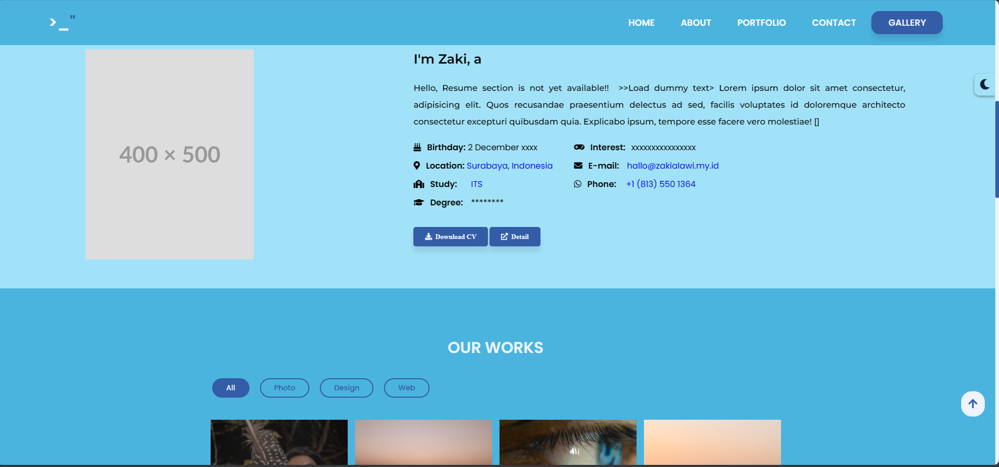 >_"
HOME ABOUT PORTFOLIO CONTACT GALLERY
I'm Zaki, a
Hello, Resume section is not yet available!! >>Load dummy text> Lorem ipsum dolor sit amet consectetur,
adipisicing elit. Quos recusandae praesentium delectus ad sed, facilis voluptates id doloremque architecto
consectetur excepturi quibusdam quia. Explicabo ipsum, tempore esse facere vero molestiae! []
400 × 500
Birthday: 2 December xxxx
Location: Surabaya, Indonesia
Study: ITS
Degree: ********
Interest: xxxxxxxxxxxxxxxx
E-mail: hallo@zakialawi.my.id
Phone: +1 (813) 550 1364
Download CV Detail
OUR WORKS
All Photo Design Web